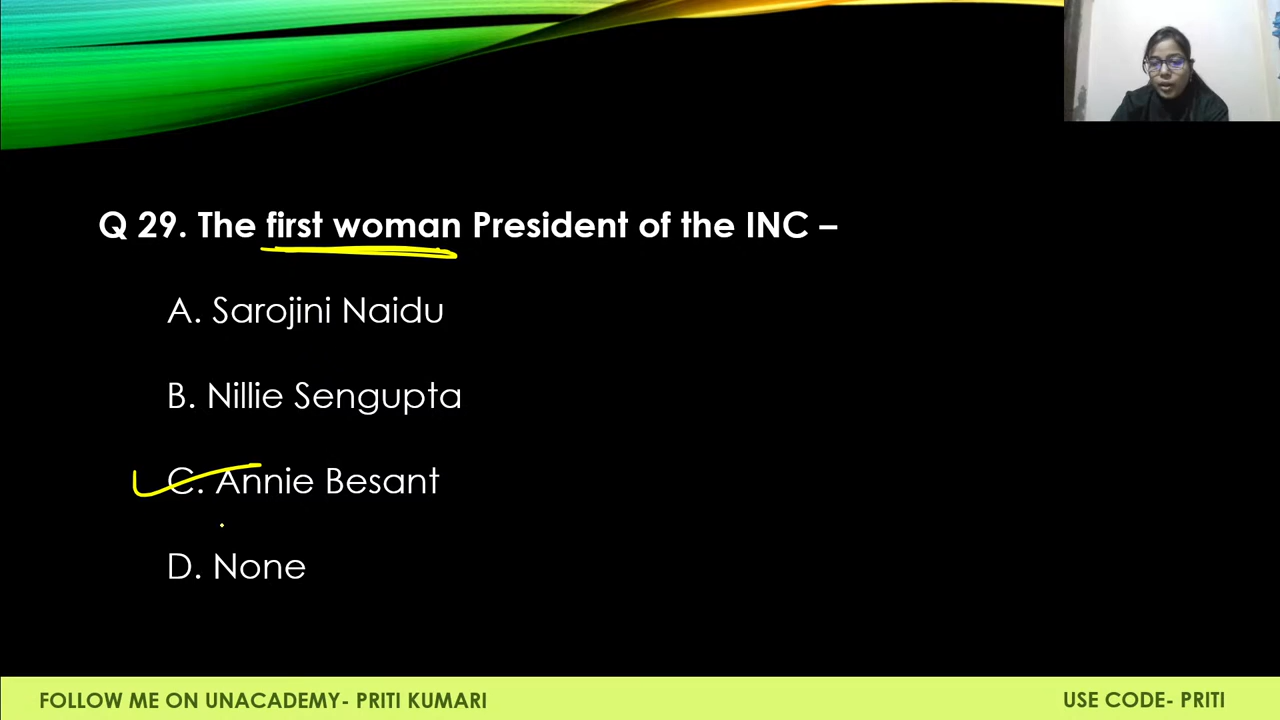 Q 29. The first woman President of the INC –
A. Sarojini Naidu
B. Nillie Sengupta
C. Annie Besant
D. None
FOLLOW ME ON UNACADEMY- PRITI KUMARI
USE CODE- PRITI